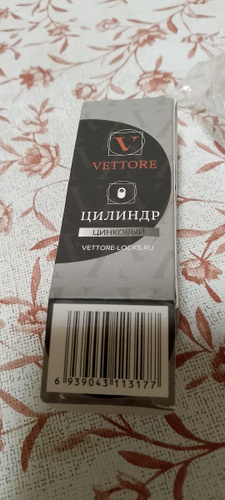 V
VETTORE
ЦИЛИНДР
ЦИНКОВЫЙ
VETTORE-LOCKS.RU
6 939043 113177